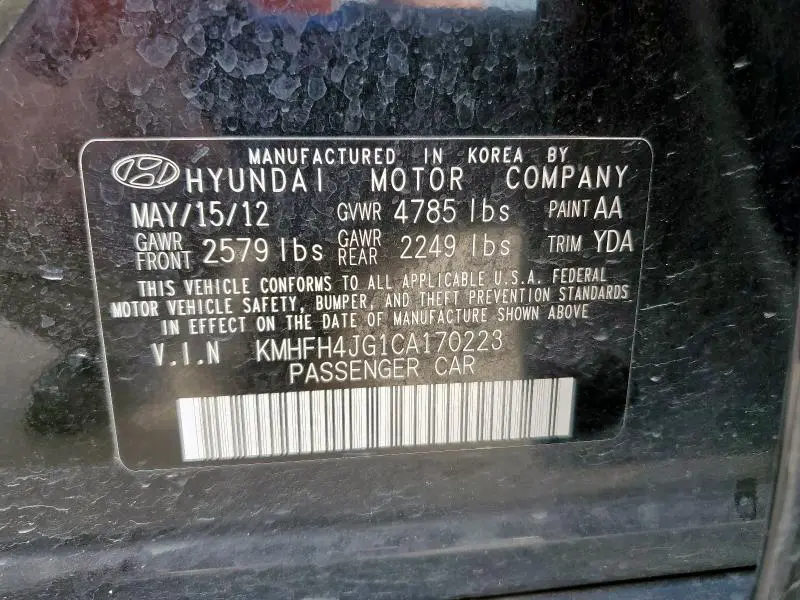 MANUFACTURED IN KOREA BY
HYUNDAI MOTOR COMPANY
MAY/15/12 GVWR 4785 lbs PAINT AA
GAWR FRONT 2579 lbs GAWR REAR 2249 lbs TRIM YDA
THIS VEHICLE CONFORMS TO ALL APPLICABLE U.S.A. FEDERAL
MOTOR VEHICLE SAFETY, BUMPER, AND THEFT PREVENTION STANDARDS
IN EFFECT ON THE DATE OF MANUFACTURE SHOWN ABOVE
V.I.N KMHFH4JG1CA170223
PASSENGER CAR